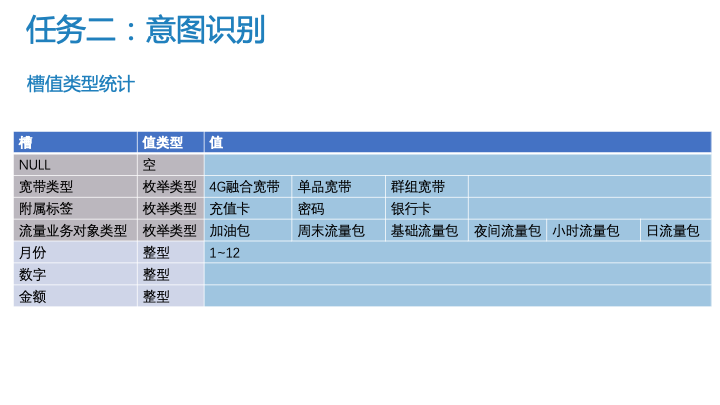 任务二：意图识别
槽值类型统计
槽 值类型 值
NULL 空
宽带类型 枚举类型 4G融合宽带 单品宽带 群组宽带
附属标签 枚举类型 充值卡 密码 银行卡
流量业务对象类型 枚举类型 加油包 周末流量包 基础流量包 夜间流量包 小时流量包 日流量包
月份 整型 1~12
数字 整型
金额 整型